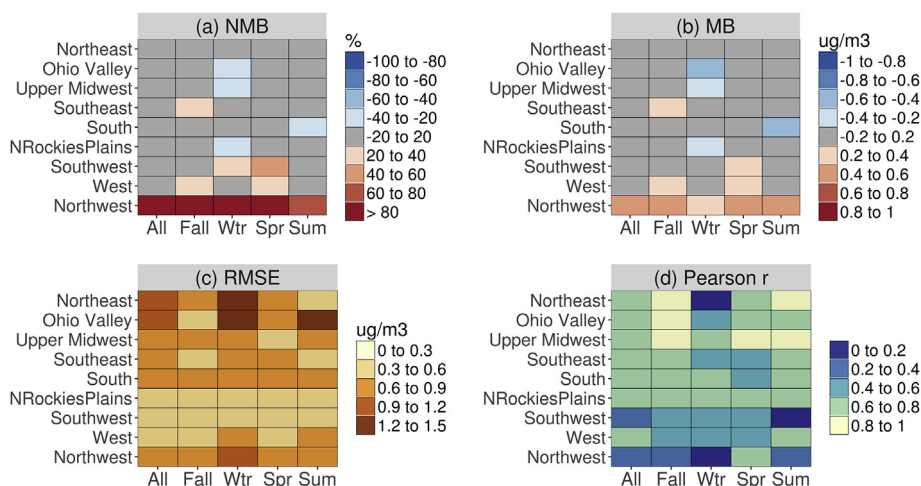 (a) NMB
Northeast
Ohio Valley
Upper Midwest
Southeast
South
NRockiesPlains
Southwest
West
Northwest
All Fall Wtr Spr Sum
%
-100 to -80
-80 to -60
-60 to -40
-40 to -20
-20 to 20
20 to 40
40 to 60
60 to 80
> 80
(b) MB
Northeast
Ohio Valley
Upper Midwest
Southeast
South
NRockiesPlains
Southwest
West
Northwest
All Fall Wtr Spr Sum
ug/m3
-1 to -0.8
-0.8 to -0.6
-0.6 to -0.4
-0.4 to -0.2
-0.2 to 0.2
0.2 to 0.4
0.4 to 0.6
0.6 to 0.8
0.8 to 1
(c) RMSE
Northeast
Ohio Valley
Upper Midwest
Southeast
South
NRockiesPlains
Southwest
West
Northwest
All Fall Wtr Spr Sum
ug/m3
0 to 0.3
0.3 to 0.6
0.6 to 0.9
0.9 to 1.2
1.2 to 1.5
(d) Pearson r
Northeast
Ohio Valley
Upper Midwest
Southeast
South
NRockiesPlains
Southwest
West
Northwest
All Fall Wtr Spr Sum
0 to 0.2
0.2 to 0.4
0.4 to 0.6
0.6 to 0.8
0.8 to 1